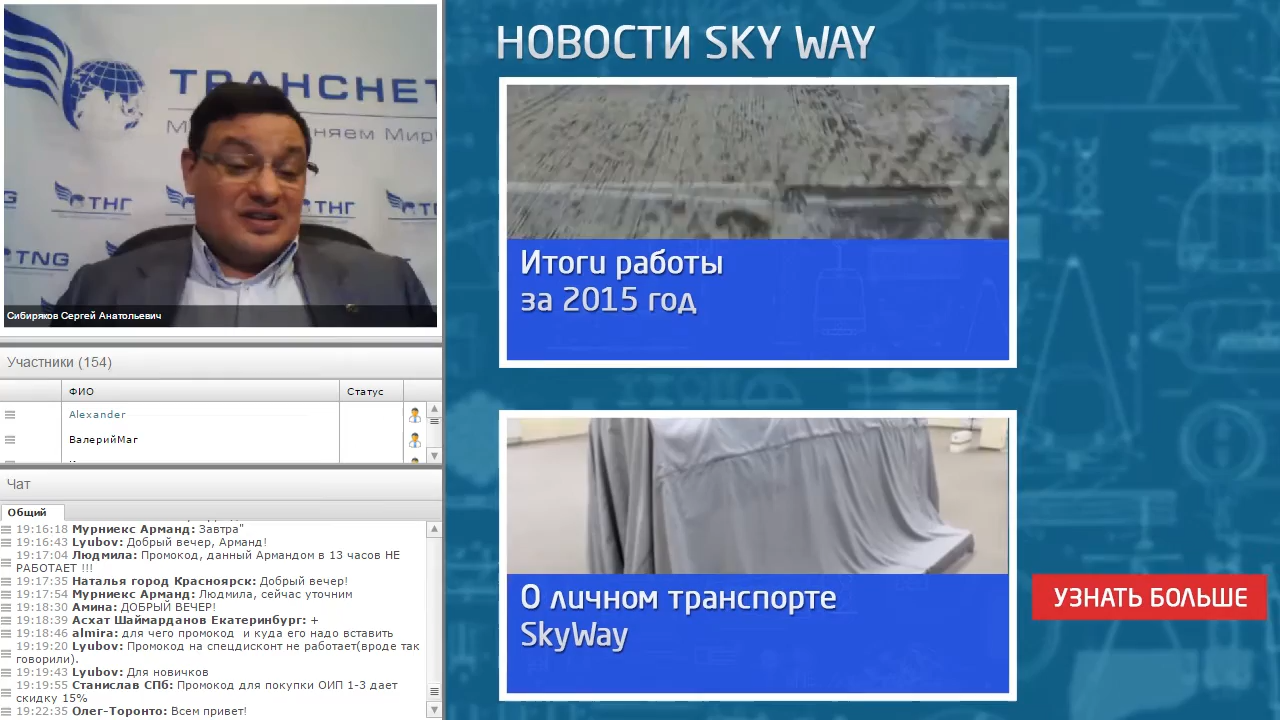 ТРАНСНЕТ
ТНГ
ТНГ
TNG
Сибиряков Сергей Анатольевич
Участники (154)
ФИО
Статус
Alexander
ВалерийМаг
Чат
Общий
19:16:18 Мурниекс Арманд: Завтра"
19:16:43 Lyubov: Добрый вечер, Арманд!
19:17:04 Людмила: Промокод, данный Армандом в 13 часов НЕ
РАБОТАЕТ !!!
19:17:35 Наталья город Красноярск: Добрый вечер!
19:17:54 Мурниекс Арманд: Людмила, сейчас уточним
19:18:30 Амина: ДОБРЫЙ ВЕЧЕР!
19:18:39 Асхат Шаймарданов Екатеринбург: +
19:18:46 almira: для чего промокод и куда его надо вставить
19:19:20 Lyubov: Промокод на спецдисконт не работает(вроде так
говорили).
19:19:43 Lyubov: Для новичков
19:19:55 Станислав СПб: Промокод для покупки ОИП 1-3 дает
скидку 15%
19:22:35 Олег-Торонто: Всем привет!
НОВОСТИ SKY WAY
Итоги работы
за 2015 год
О личном транспорте
SkyWay
УЗНАТЬ БОЛЬШЕ